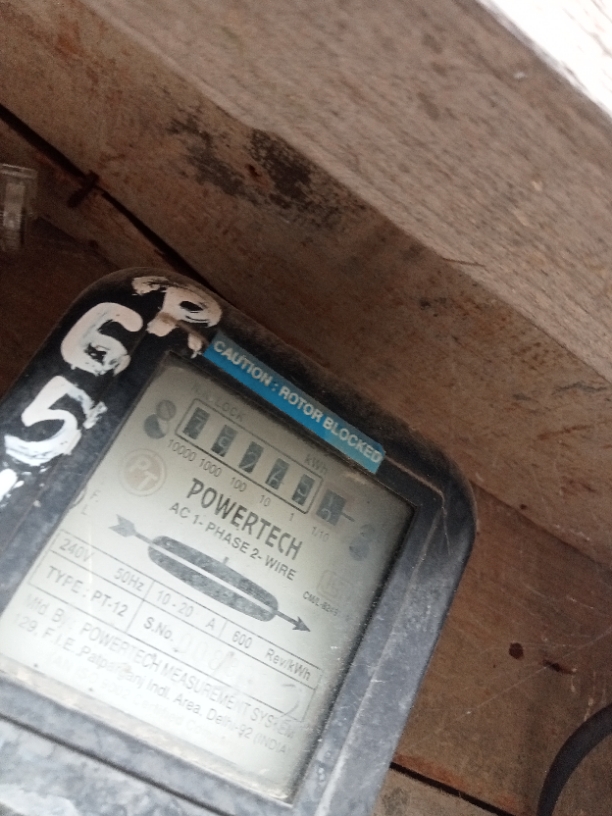 R
6
5
CAUTION : ROTOR BLOCKED
LOCK
kWh
10000 1000 100 10 1 1/10
PT
POWERTECH
AC 1- PHASE 2- WIRE
240V 50Hz 10 - 20 A 600 Rev/kWh
TYPE - PT-12 S.No.
Mfd. By. POWERTECH MEASUREMENT SYSTEM
129, F.I.E. Patparganj Indl. Area, Delhi-92 (INDIA)